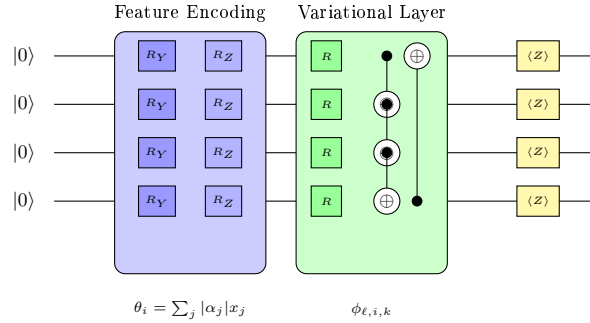 Feature Encoding Variational Layer
|0⟩ R_Y R_Z R ⟨Z⟩
|0⟩ R_Y R_Z R ⟨Z⟩
|0⟩ R_Y R_Z R ⟨Z⟩
|0⟩ R_Y R_Z R ⟨Z⟩
θ_i = ∑_j |α_j|x_j ϕ_{ℓ,i,k}